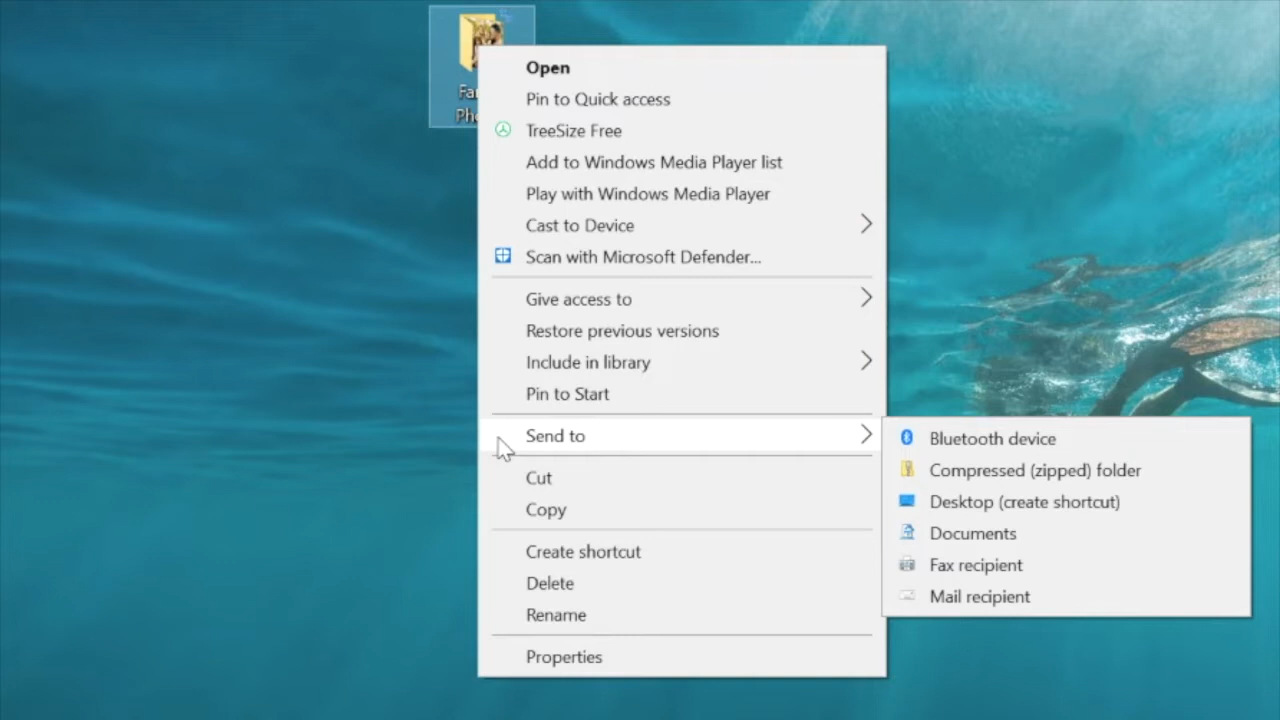 Open
Pin to Quick access
TreeSize Free
Add to Windows Media Player list
Play with Windows Media Player
Cast to Device
Scan with Microsoft Defender...
Give access to
Restore previous versions
Include in library
Pin to Start
Send to
Cut
Copy
Create shortcut
Delete
Rename
Properties
Bluetooth device
Compressed (zipped) folder
Desktop (create shortcut)
Documents
Fax recipient
Mail recipient